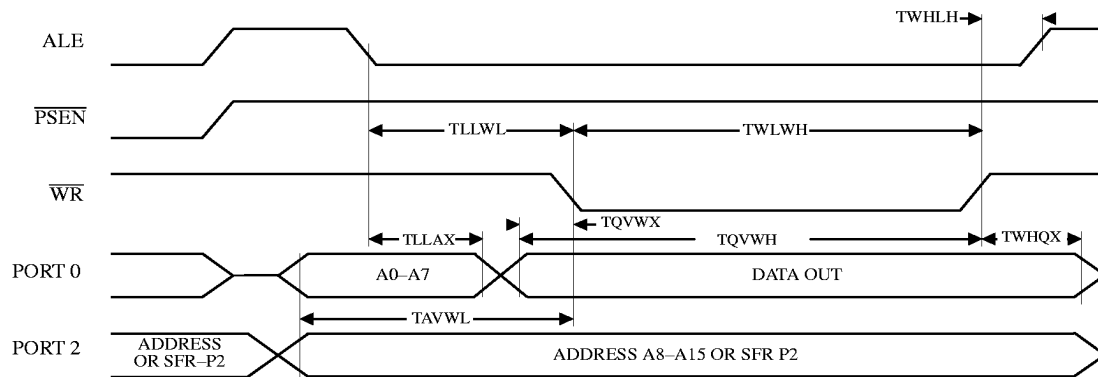 TWHLH
ALE
PSEN
TLLWL
TWLWH
WR
TQVWX
TLLAX
TQVWH
TWHQX
PORT 0
A0–A7
DATA OUT
TAVWL
PORT 2
ADDRESS
OR SFR–P2
ADDRESS A8–A15 OR SFR P2